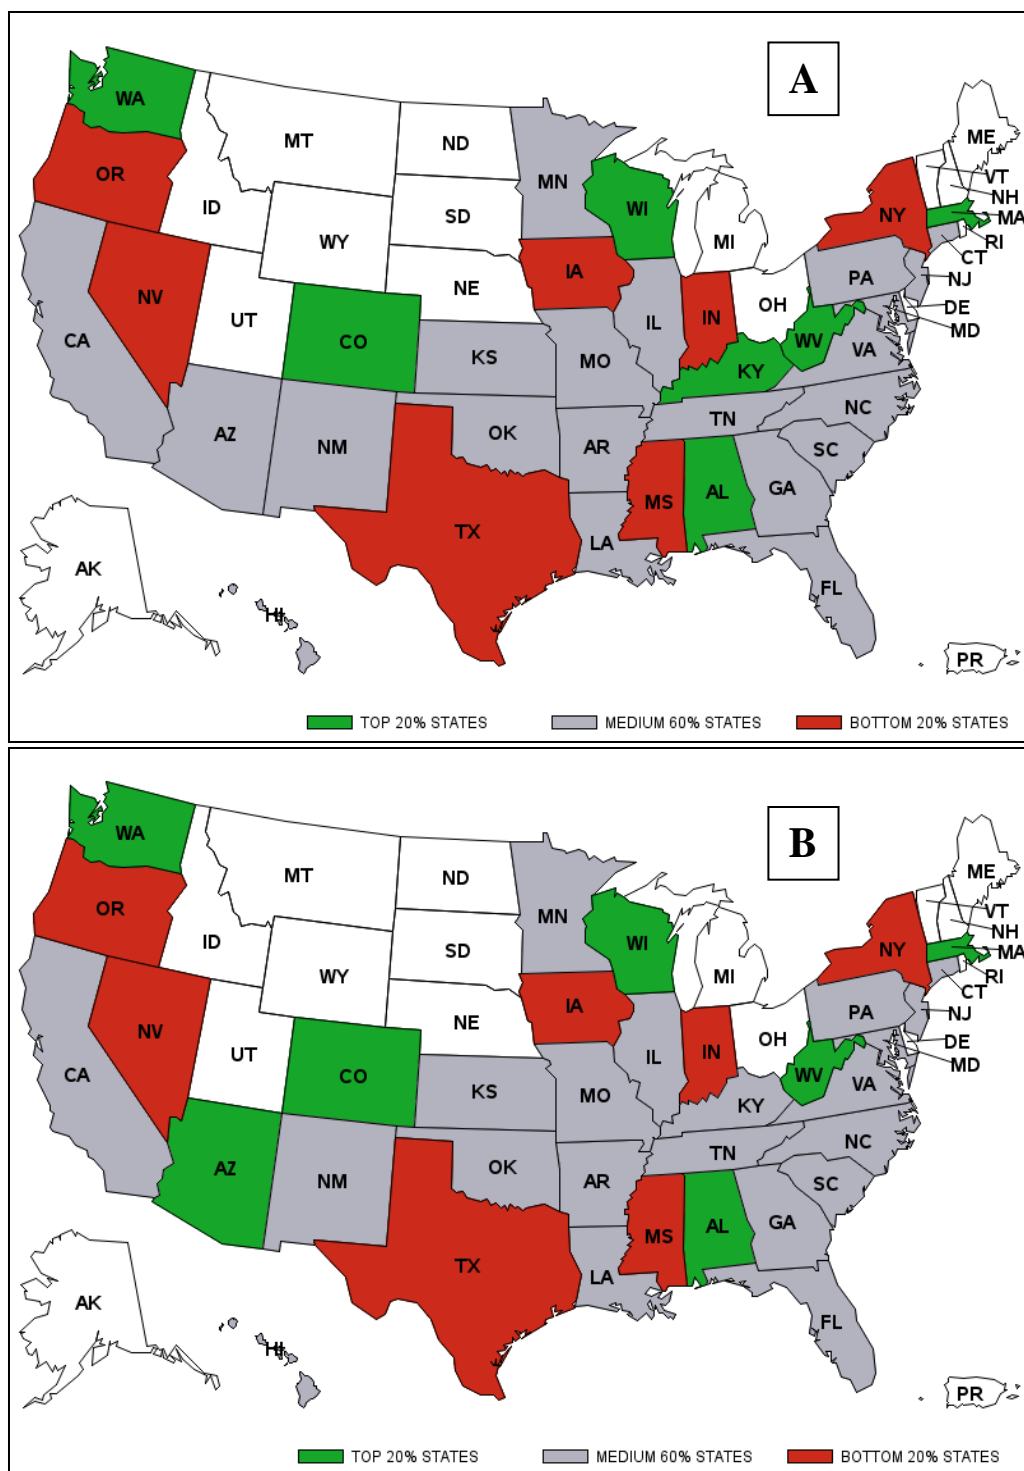 A
WA
MT
ND
ME
OR
MN
VT
ID
SD
WI
NH
MA
WY
MI
NY
RI
CT
NV
IA
PA
NJ
NE
UT
OH
DE
CA
CO
IL
IN
WV
MD
KS
MO
KY
VA
AZ
NM
OK
TN
NC
AR
SC
TX
MS
AL
GA
LA
AK
HI
FL
PR
TOP 20% STATES
MEDIUM 60% STATES
BOTTOM 20% STATES
B
WA
MT
ND
ME
OR
MN
VT
ID
SD
WI
NH
MA
WY
MI
NY
RI
CT
NV
IA
PA
NJ
NE
UT
OH
DE
CA
CO
IL
IN
WV
MD
KS
MO
KY
VA
AZ
NM
OK
TN
NC
AR
SC
TX
MS
AL
GA
LA
AK
HI
FL
PR
TOP 20% STATES
MEDIUM 60% STATES
BOTTOM 20% STATES